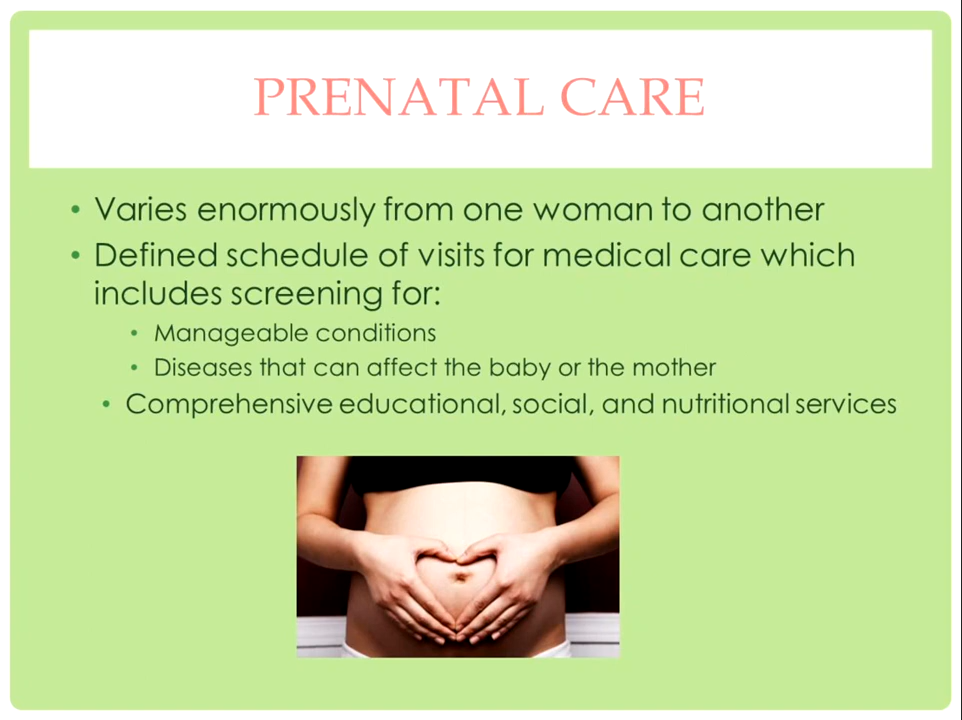 PRENATAL CARE
• Varies enormously from one woman to another
• Defined schedule of visits for medical care which
includes screening for:
• Manageable conditions
• Diseases that can affect the baby or the mother
• Comprehensive educational, social, and nutritional services